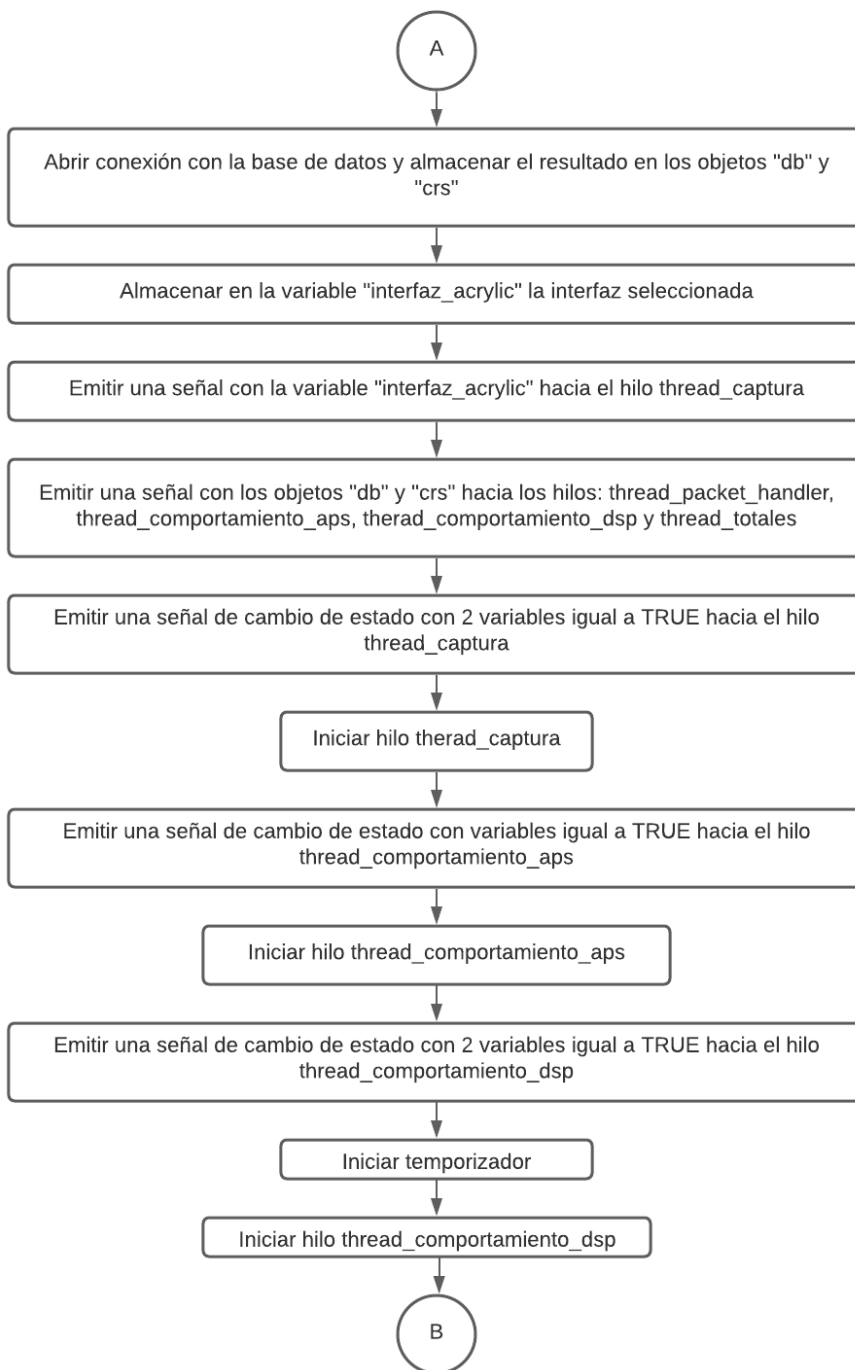 A
Abrir conexión con la base de datos y almacenar el resultado en los objetos "db" y
"crs"
Almacenar en la variable "interfaz_acrylic" la interfaz seleccionada
Emitir una señal con la variable "interfaz_acrylic" hacia el hilo thread_captura
Emitir una señal con los objetos "db" y "crs" hacia los hilos: thread_packet_handler,
thread_comportamiento_aps, therad_comportamiento_dsp y thread_totales
Emitir una señal de cambio de estado con 2 variables igual a TRUE hacia el hilo
thread_captura
Iniciar hilo therad_captura
Emitir una señal de cambio de estado con variables igual a TRUE hacia el hilo
thread_comportamiento_aps
Iniciar hilo thread_comportamiento_aps
Emitir una señal de cambio de estado con 2 variables igual a TRUE hacia el hilo
thread_comportamiento_dsp
Iniciar temporizador
Iniciar hilo thread_comportamiento_dsp
B